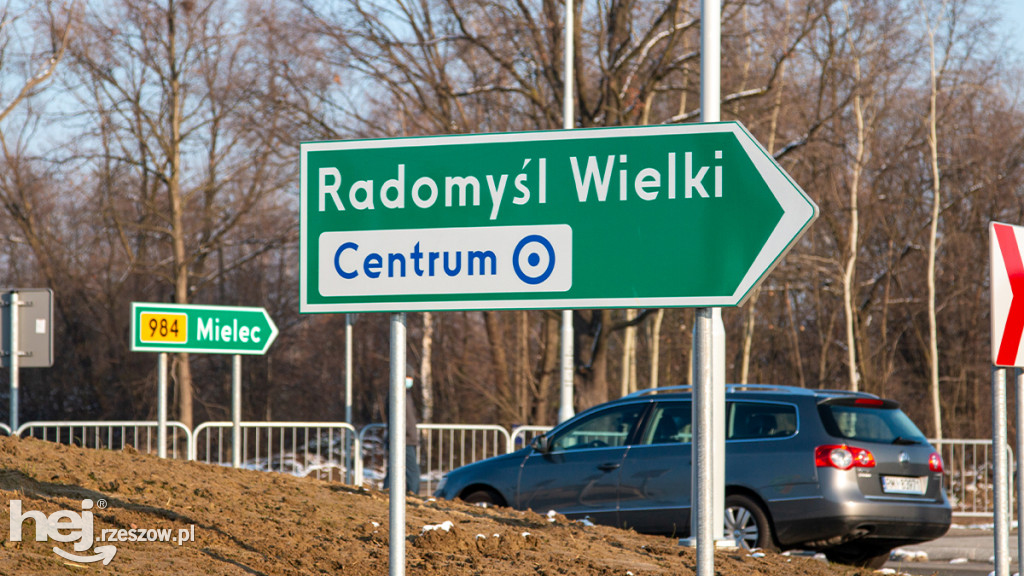 Radomyśl Wielki
Centrum
984 Mielec
hej.rzeszow.pl